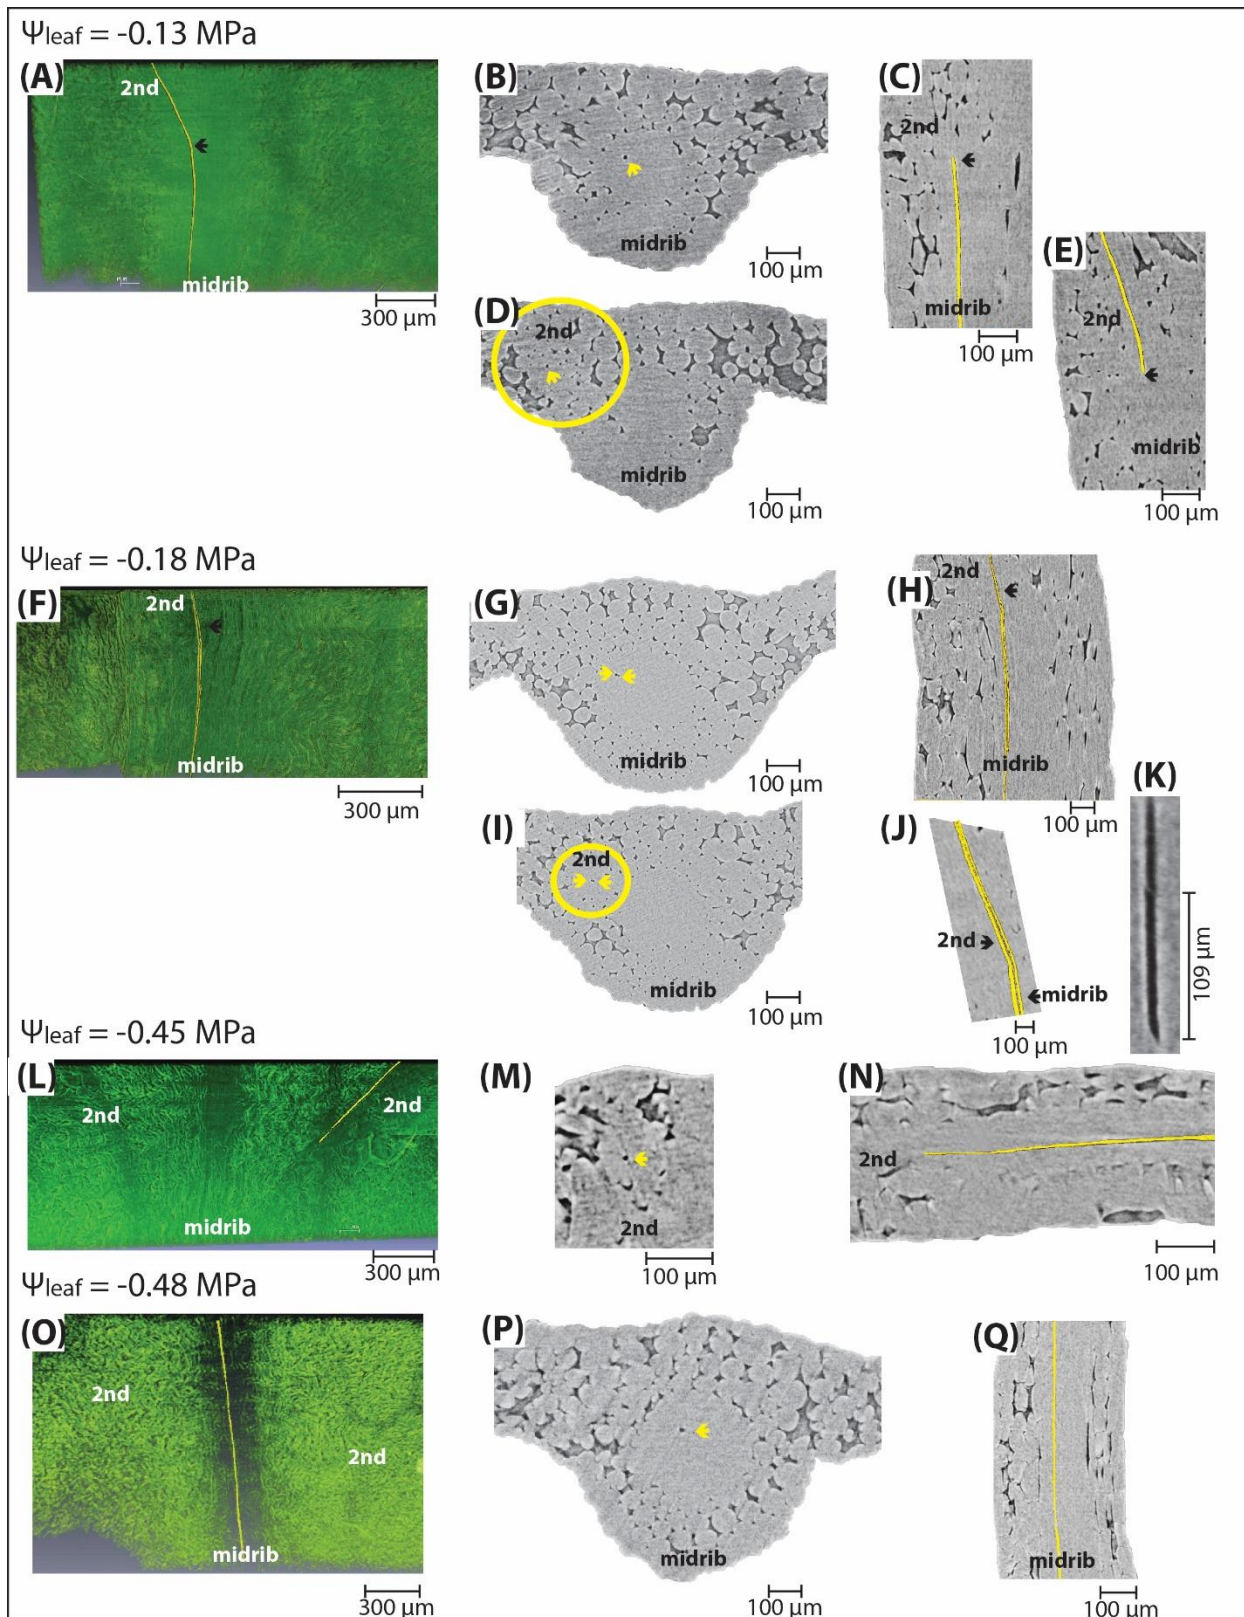 Ψleaf = -0.13 MPa
(A)
2nd
midrib
300 µm
(B)
midrib
100 µm
(C)
2nd
midrib
100 µm
(D)
2nd
midrib
100 µm
(E)
2nd
midrib
100 µm
Ψleaf = -0.18 MPa
(F)
2nd
midrib
300 µm
(G)
midrib
100 µm
(H)
2nd
midrib
100 µm
(I)
2nd
midrib
100 µm
(J)
2nd
midrib
100 µm
(K)
109 µm
Ψleaf = -0.45 MPa
(L)
2nd
2nd
midrib
300 µm
(M)
2nd
100 µm
(N)
2nd
100 µm
Ψleaf = -0.48 MPa
(O)
2nd
2nd
midrib
300 µm
(P)
midrib
100 µm
(Q)
midrib
100 µm